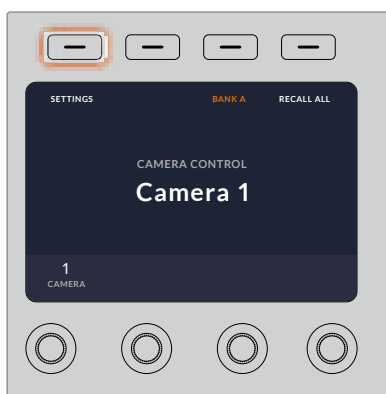 SETTINGS BANK A RECALL ALL
CAMERA CONTROL
Camera 1
1
CAMERA